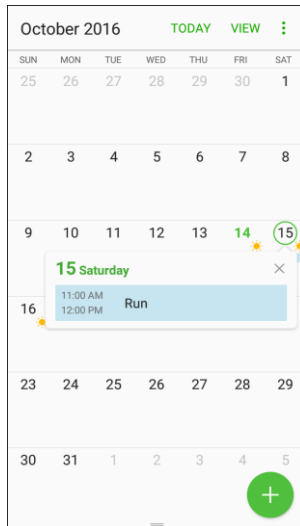 October 2016 TODAY VIEW
SUN MON TUE WED THU FRI SAT
25 26 27 28 29 30 1
2 3 4 5 6 7 8
9 10 11 12 13 14 15
15 Saturday
11:00 AM
12:00 PM
Run
16
23 24 25 26 27 28 29
30 31 1 2 3 4 5